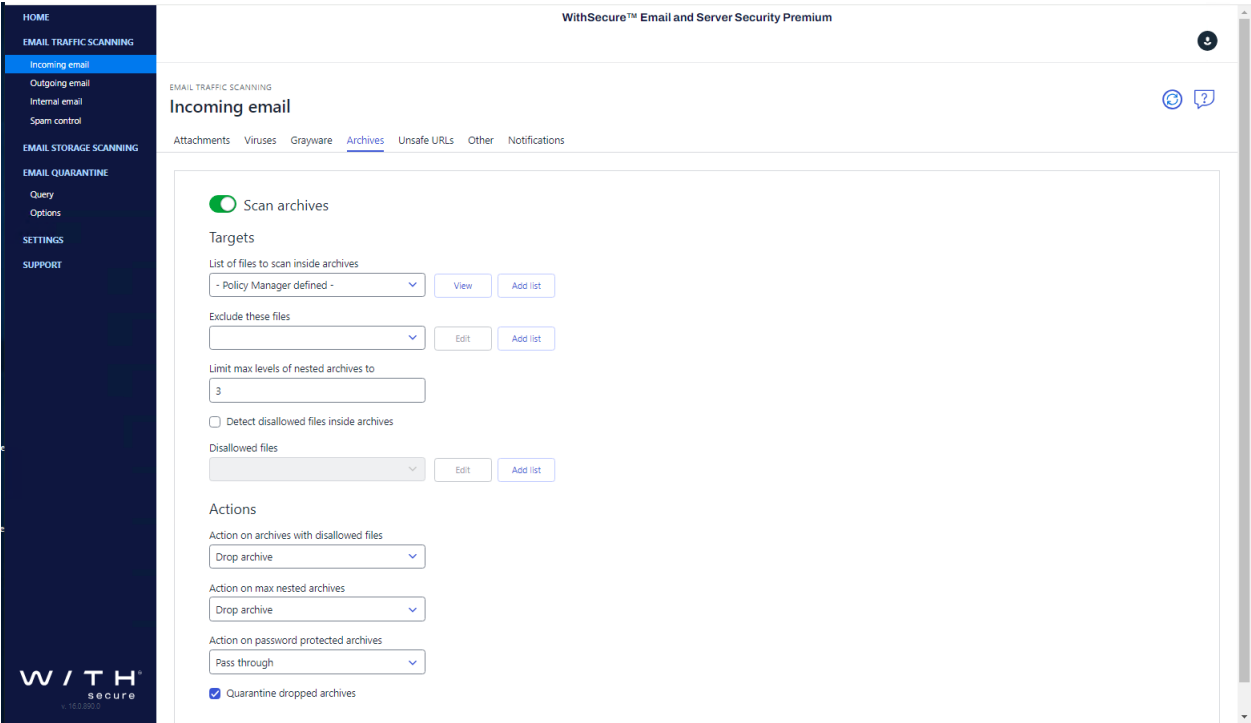 HOME
WithSecure™ Email and Server Security Premium
EMAIL TRAFFIC SCANNING
Incoming email
Outgoing email
Internal email
Spam control
EMAIL STORAGE SCANNING
EMAIL QUARANTINE
Query
Options
SETTINGS
SUPPORT
W / T H®
secure
v. 16.0.890.0
EMAIL TRAFFIC SCANNING
Incoming email
?
Attachments Viruses Grayware Archives Unsafe URLs Other Notifications
Scan archives
Targets
List of files to scan inside archives
- Policy Manager defined - View Add list
Exclude these files
Edit Add list
Limit max levels of nested archives to
3
Detect disallowed files inside archives
Disallowed files
Edit Add list
Actions
Action on archives with disallowed files
Drop archive
Action on max nested archives
Drop archive
Action on password protected archives
Pass through
Quarantine dropped archives
e
e